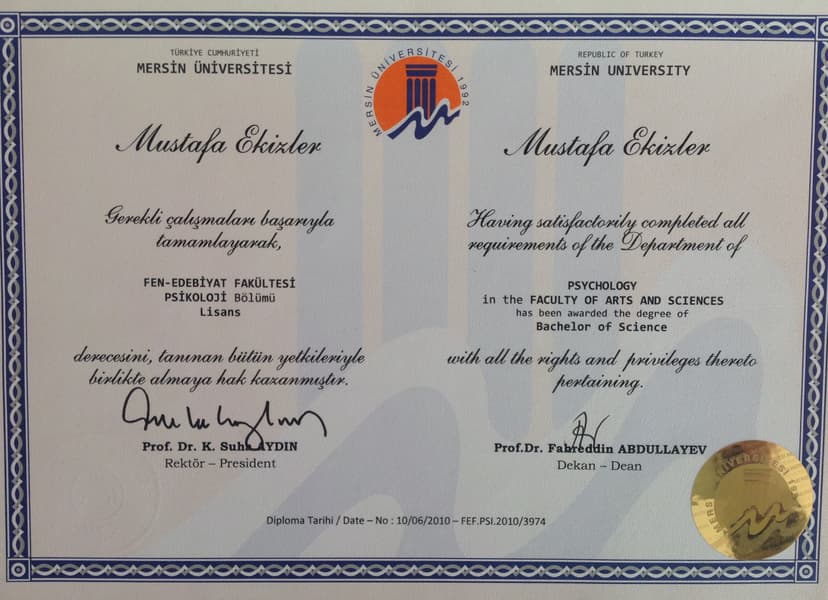 TÜRKİYE CUMHURİYETİ
MERSİN ÜNİVERSİTESİ
Mustafa Ekizler
Gerekli çalışmaları başarıyla
tamamlayarak,
FEN-EDEBİYAT FAKÜLTESİ
PSİKOLOJİ Bölümü
Lisans
derecesini, tanınan bütün yetkileriyle
birlikte almaya hak kazanmıştır.
Prof. Dr. K. Suha AYDIN
Rektör – President
MERSİN ÜNİVERSİTESİ 1992
REPUBLIC OF TURKEY
MERSIN UNIVERSITY
Mustafa Ekizler
Having satisfactorily completed all
requirements of the Department of
PSYCHOLOGY
in the FACULTY OF ARTS AND SCIENCES
has been awarded the degree of
Bachelor of Science
with all the rights and privileges thereto
pertaining.
Prof.Dr. Fahreddin ABDULLAYEV
Dekan – Dean
Diploma Tarihi / Date – No : 10/06/2010 – FEF.PSI.2010/3974